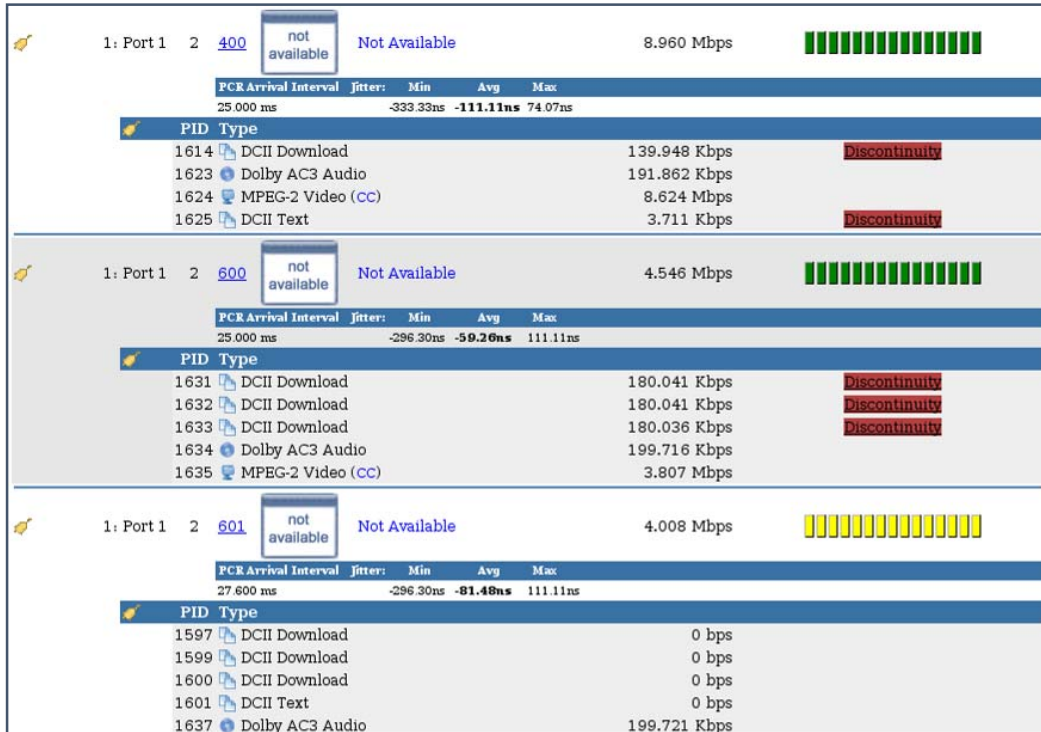 1: Port 1 2 400 not available Not Available 8.960 Mbps
PCR Arrival Interval Jitter: Min Avg Max
25.000 ms -333.33ns -111.11ns 74.07ns
PID Type
1614 DCII Download 139.948 Kbps Discontinuity
1623 Dolby AC3 Audio 191.862 Kbps
1624 MPEG-2 Video (CC) 8.624 Mbps
1625 DCII Text 3.711 Kbps Discontinuity
1: Port 1 2 600 not available Not Available 4.546 Mbps
PCR Arrival Interval Jitter: Min Avg Max
25.000 ms -296.30ns -59.26ns 111.11ns
PID Type
1631 DCII Download 180.041 Kbps Discontinuity
1632 DCII Download 180.041 Kbps Discontinuity
1633 DCII Download 180.036 Kbps Discontinuity
1634 Dolby AC3 Audio 199.716 Kbps
1635 MPEG-2 Video (CC) 3.807 Mbps
1: Port 1 2 601 not available Not Available 4.008 Mbps
PCR Arrival Interval Jitter: Min Avg Max
27.600 ms -296.30ns -81.48ns 111.11ns
PID Type
1597 DCII Download 0 bps
1599 DCII Download 0 bps
1600 DCII Download 0 bps
1601 DCII Text 0 bps
1637 Dolby AC3 Audio 199.721 Kbps